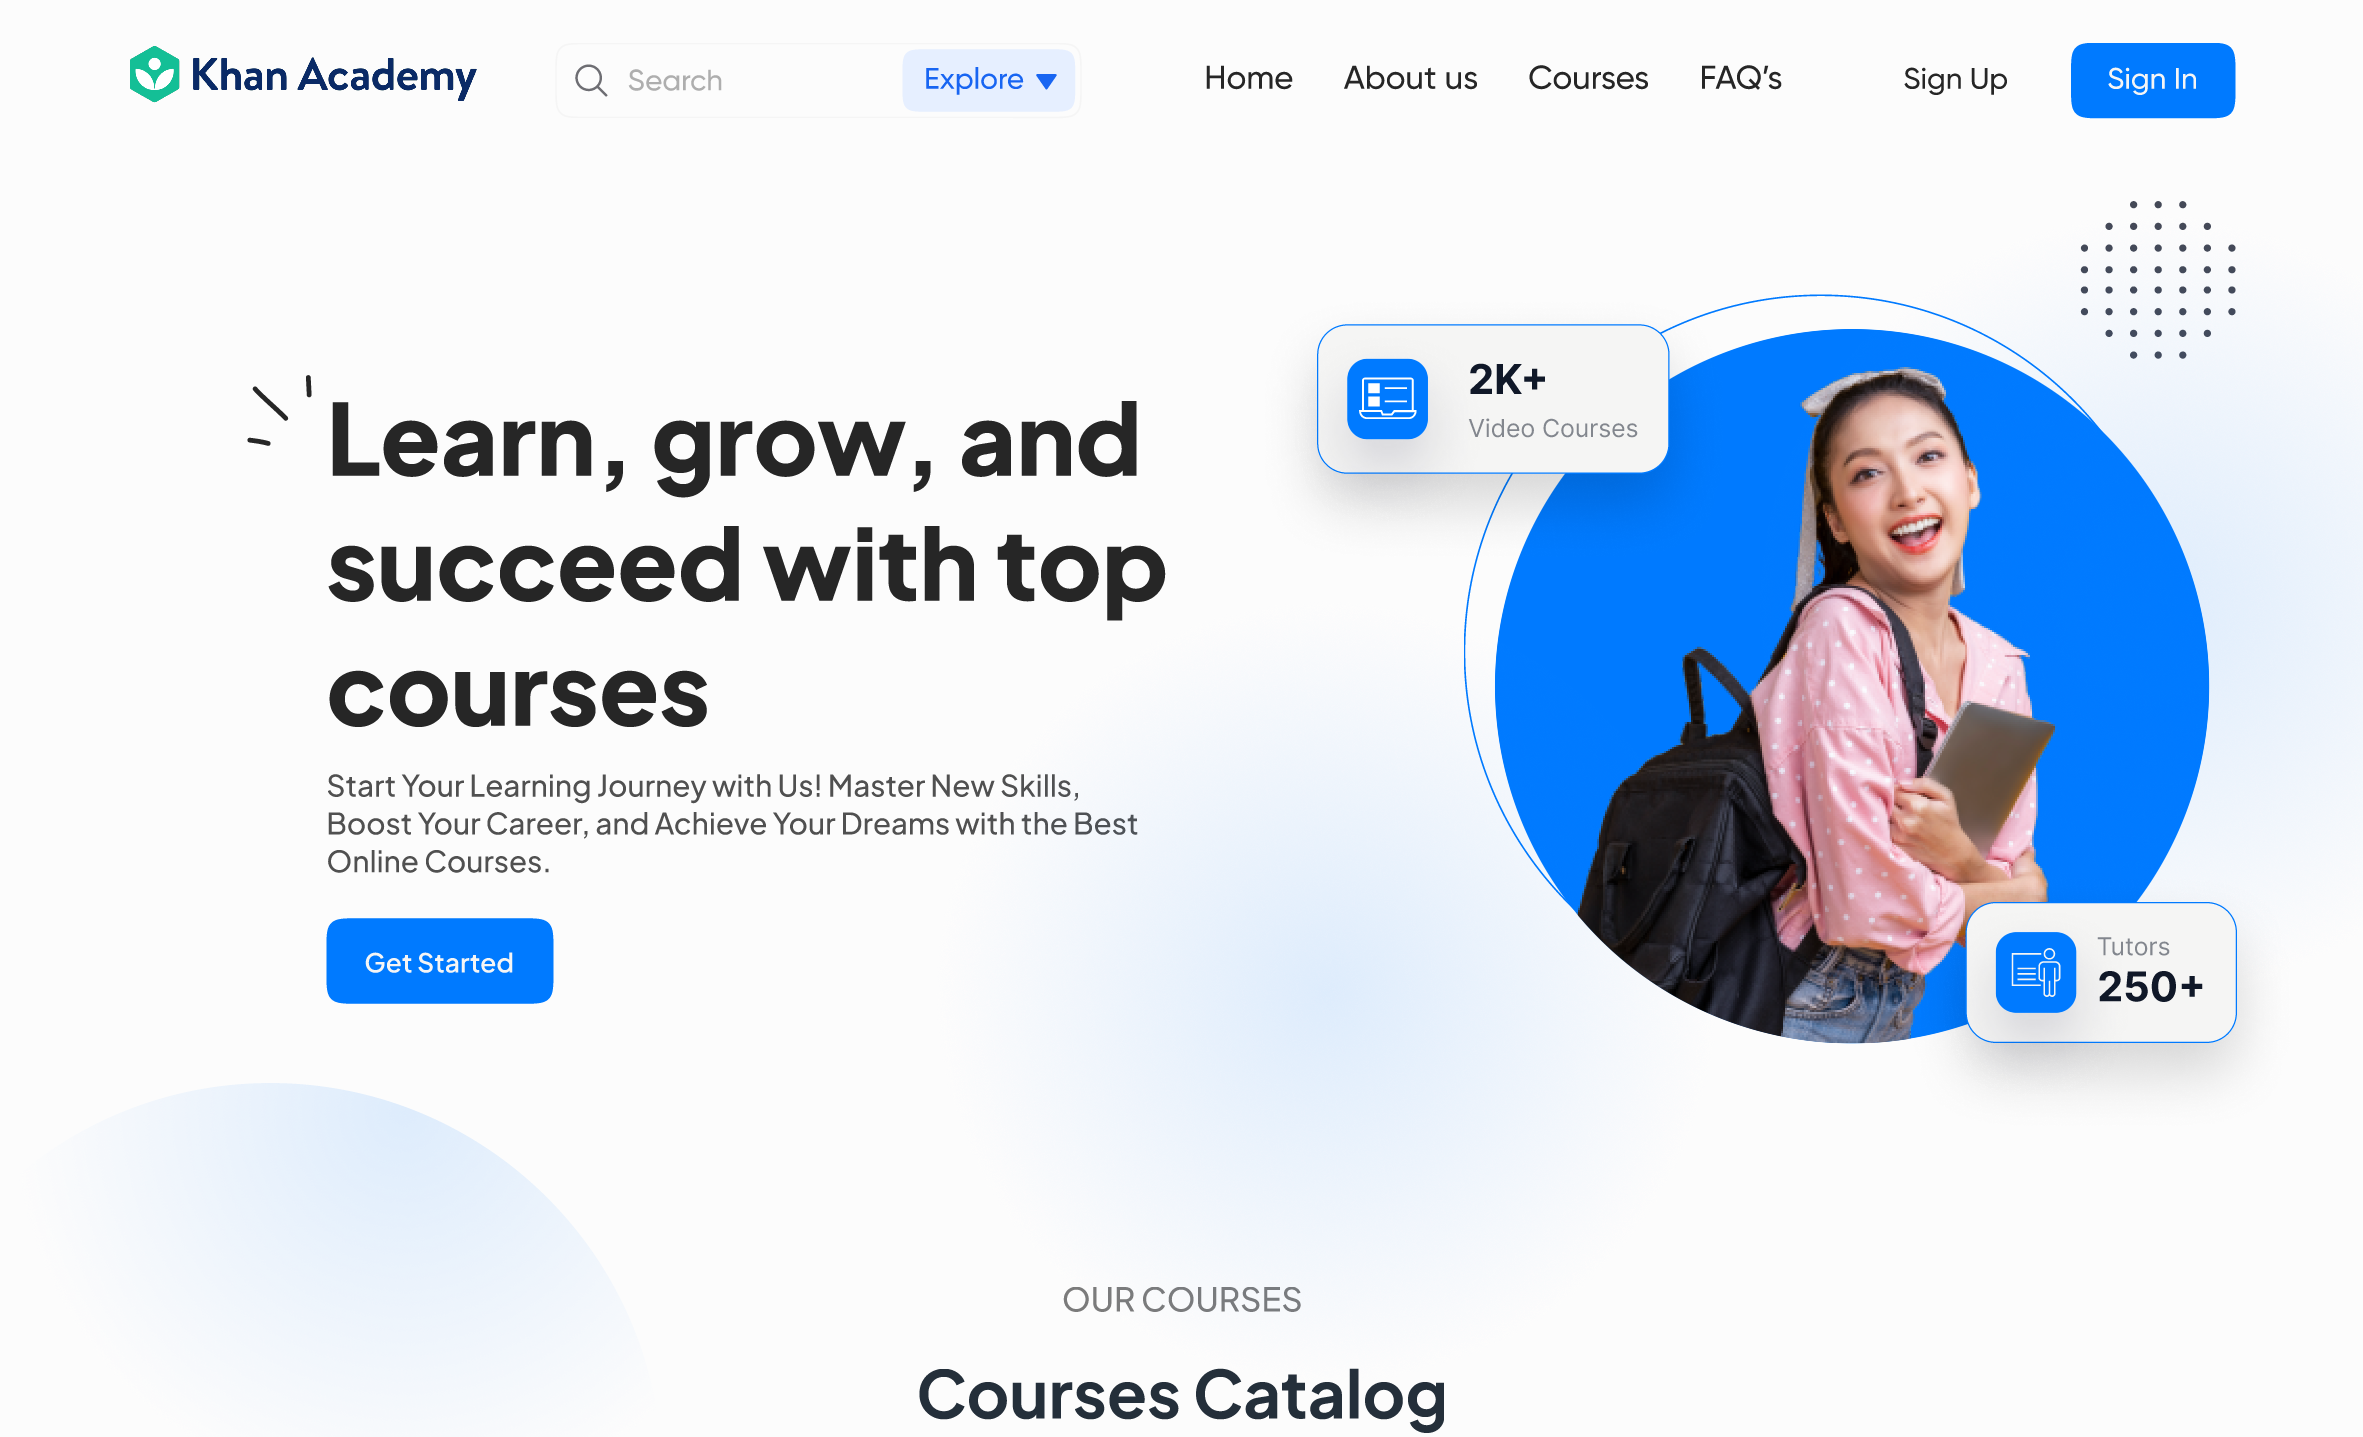 Khan Academy
Search
Explore
Home
About us
Courses
FAQ's
Sign Up
Sign In
Learn, grow, and
succeed with top
courses
Start Your Learning Journey with Us! Master New Skills,
Boost Your Career, and Achieve Your Dreams with the Best
Online Courses.
Get Started
2K+
Video Courses
Tutors
250+
OUR COURSES
Courses Catalog